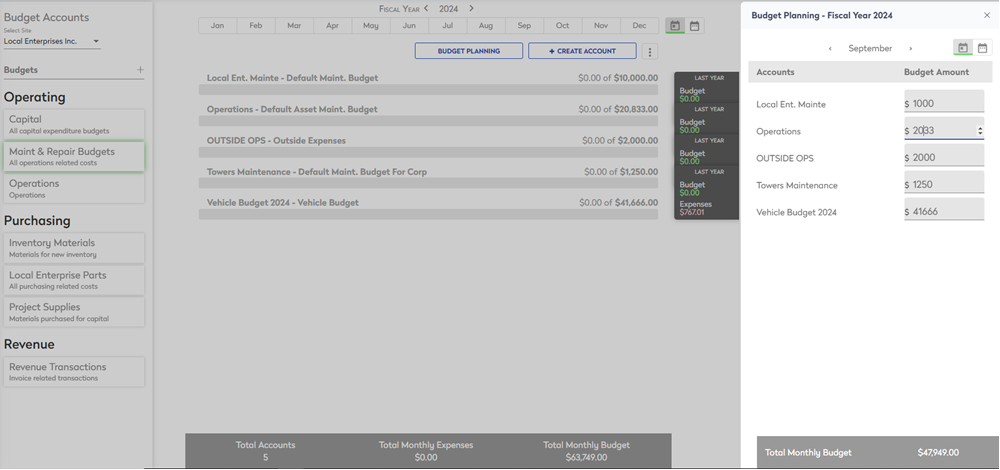 Budget Accounts
Select Site
Local Enterprises Inc.
Budgets
Operating
Capital
All capital expenditure budgets
Maint & Repair Budgets
All operations related costs
Operations
Operations
Purchasing
Inventory Materials
Materials for new inventory
Local Enterprise Parts
All purchasing related costs
Project Supplies
Materials purchased for capital
Revenue
Revenue Transactions
Invoice related transactions
Fiscal Year < 2024 >
Jan Feb Mar Apr May Jun Jul Aug Sep Oct Nov Dec
BUDGET PLANNING
+ CREATE ACCOUNT
Local Ent. Mainte - Default Maint. Budget $0.00 of $10,000.00
Operations - Default Asset Maint. Budget $0.00 of $20,833.00
OUTSIDE OPS - Outside Expenses $0.00 of $2,000.00
Towers Maintenance - Default Maint. Budget For Corp $0.00 of $1,250.00
Vehicle Budget 2024 - Vehicle Budget $0.00 of $41,666.00
LAST YEAR
Budget
$0.00
LAST YEAR
Budget
$0.00
LAST YEAR
Budget
$0.00
LAST YEAR
Budget
$0.00
Expenses
$767.01
Total Accounts Total Monthly Expenses Total Monthly Budget
5 $0.00 $63,749.00
Budget Planning - Fiscal Year 2024
September
Accounts Budget Amount
Local Ent. Mainte $ 1000
Operations $ 2033
OUTSIDE OPS $ 2000
Towers Maintenance $ 1250
Vehicle Budget 2024 $ 41666
Total Monthly Budget $47,949.00